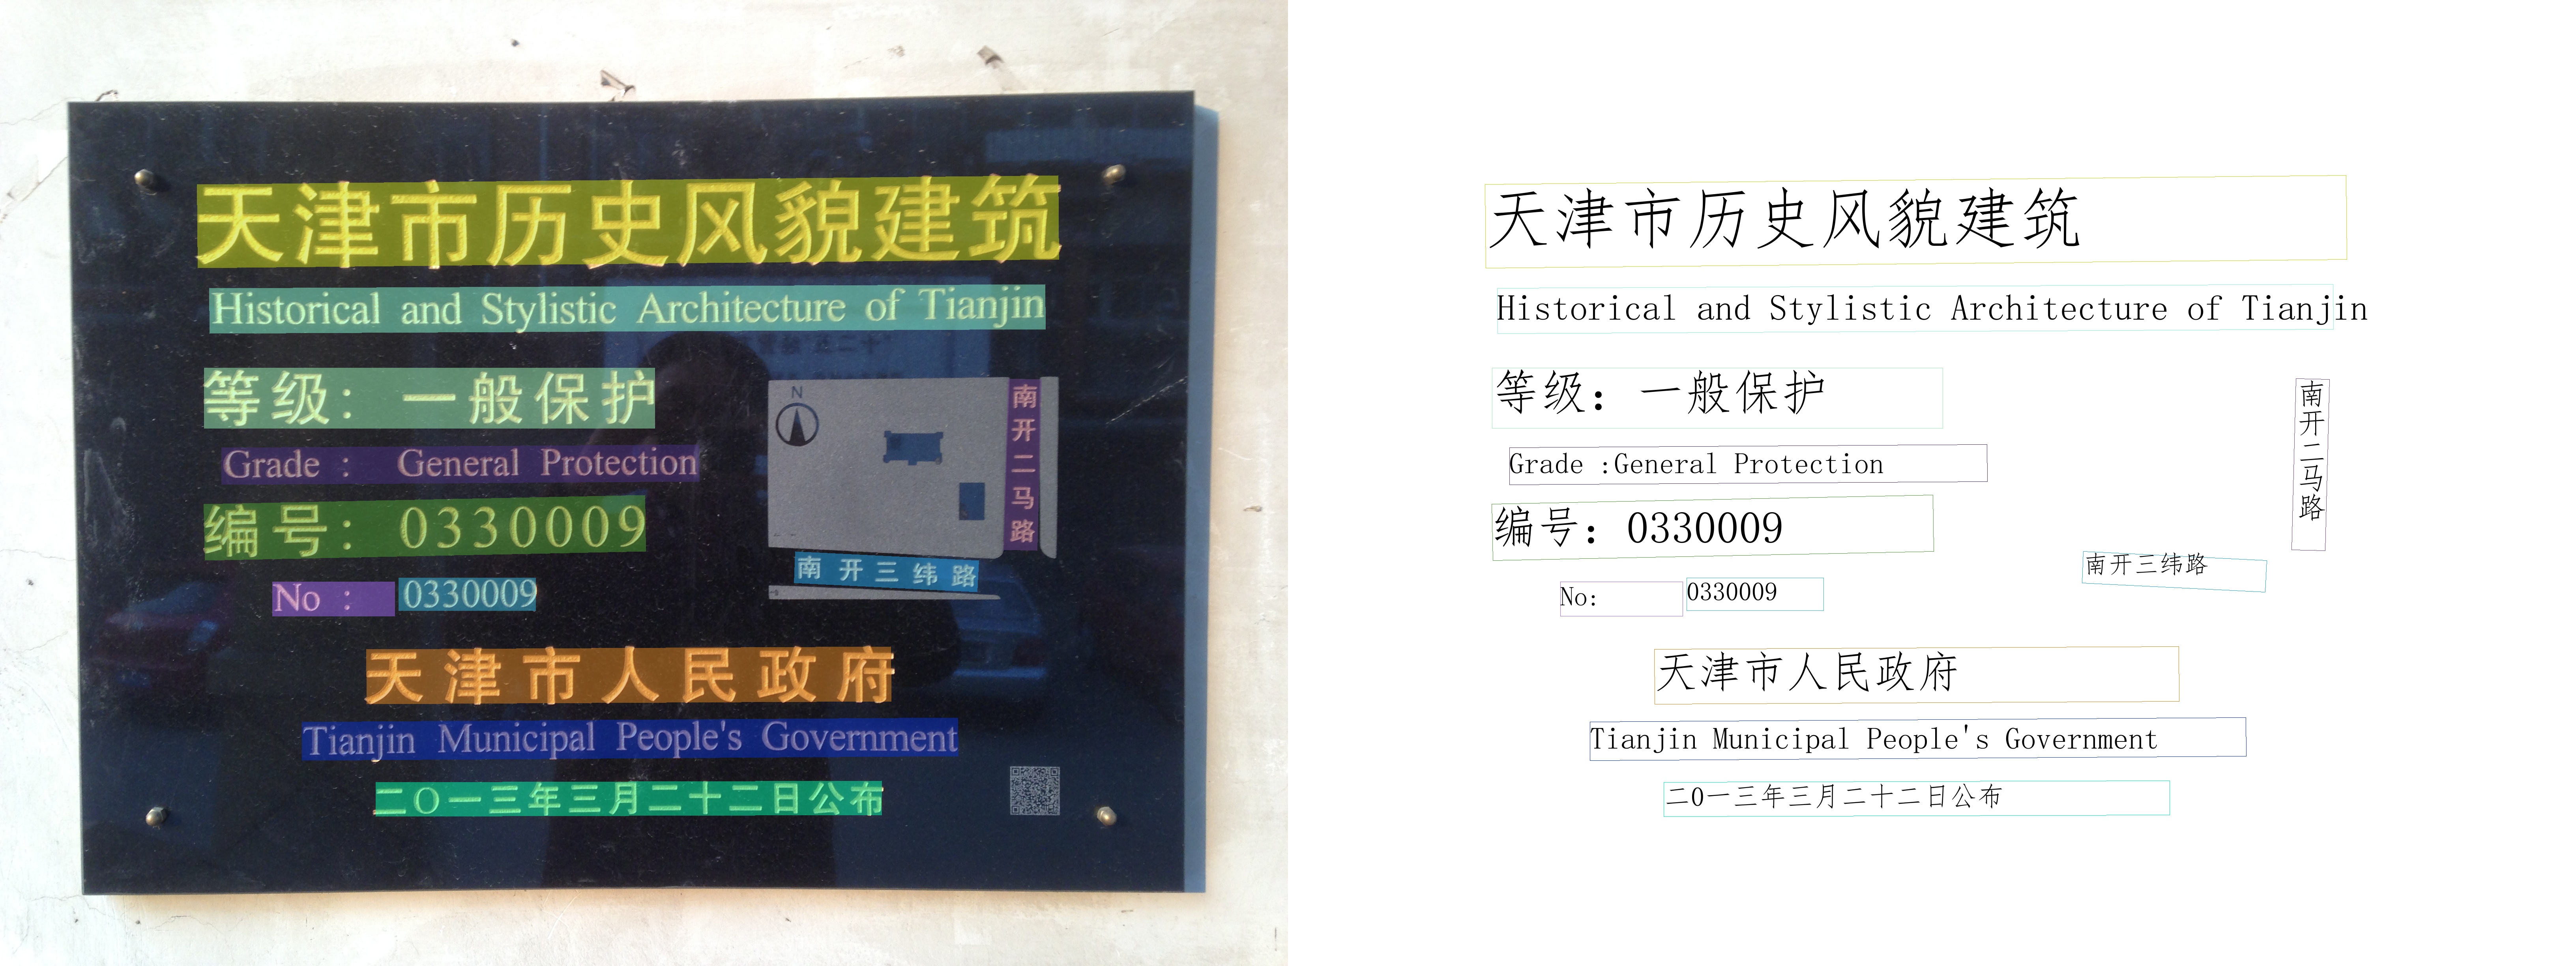 天津市历史风貌建筑
Historical and Stylistic Architecture of Tianjin
等级：一般保护
Grade : General Protection
编号：0330009
No : 0330009
N
南开二马路
南开三纬路
天津市人民政府
Tianjin Municipal People's Government
二〇一三年三月二十二日公布
天津市历史风貌建筑
Historical and Stylistic Architecture of Tianjin
等级：一般保护
Grade :General Protection
编号：0330009
No: 0330009
南开二马路
南开三纬路
天津市人民政府
Tianjin Municipal People's Government
二0一三年三月二十二日公布